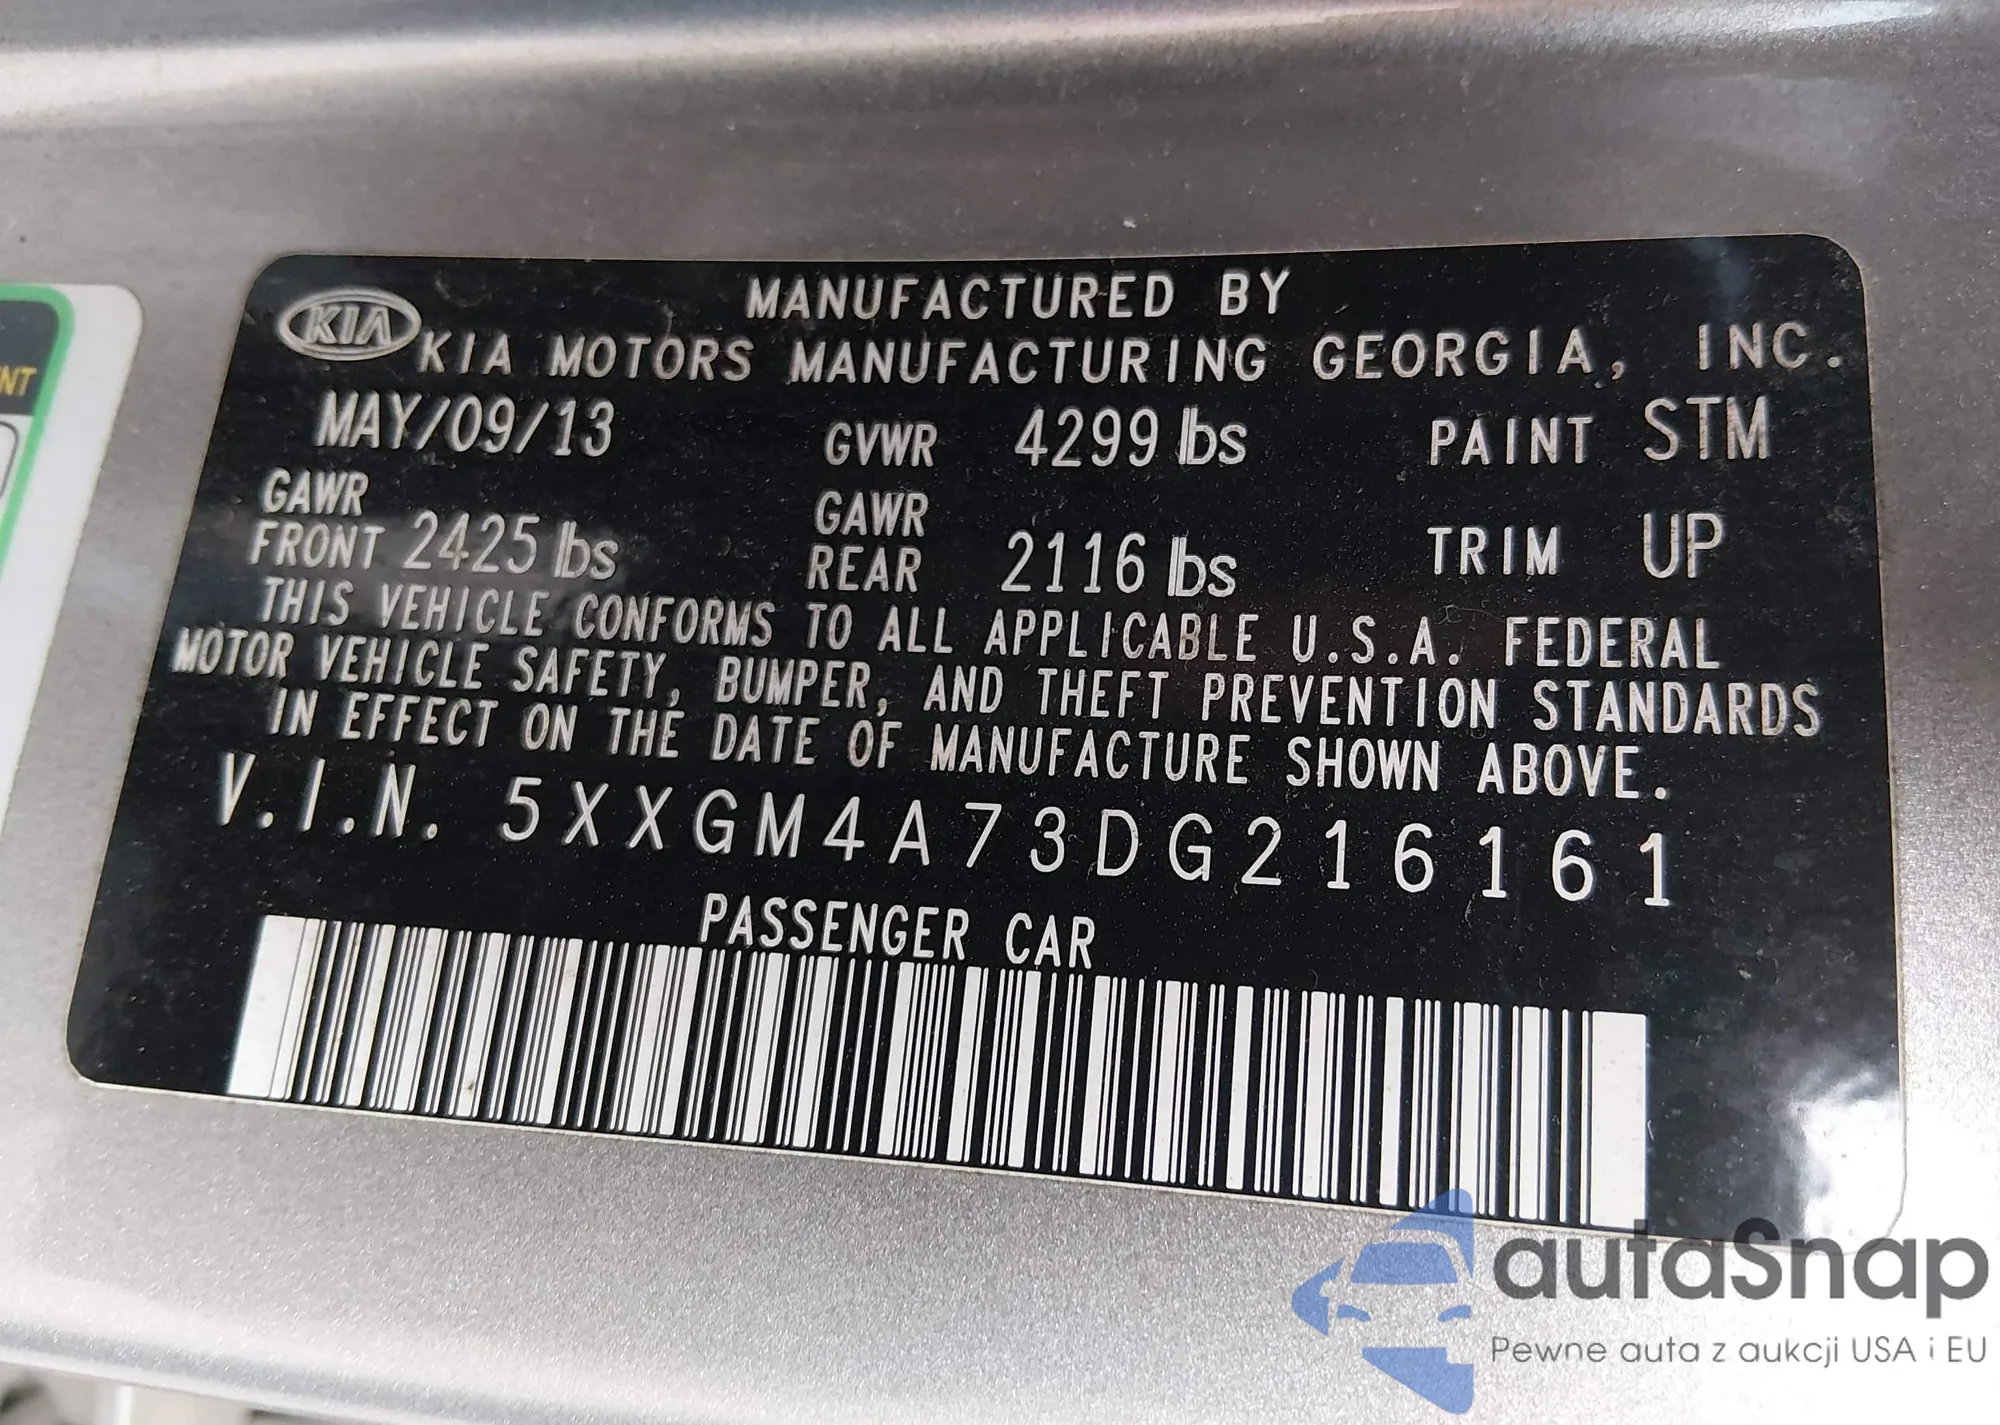 MANUFACTURED BY
KIA KIA MOTORS MANUFACTURING GEORGIA, INC.
MAY/09/13 GVWR 4299 lbs PAINT STM
GAWR FRONT 2425 lbs GAWR REAR 2116 lbs TRIM UP
THIS VEHICLE CONFORMS TO ALL APPLICABLE U.S.A. FEDERAL
MOTOR VEHICLE SAFETY, BUMPER, AND THEFT PREVENTION STANDARDS
IN EFFECT ON THE DATE OF MANUFACTURE SHOWN ABOVE.
V.I.N. 5XXGM4A73DG216161
PASSENGER CAR
autaSnap
Pewne auta z aukcji USA i EU